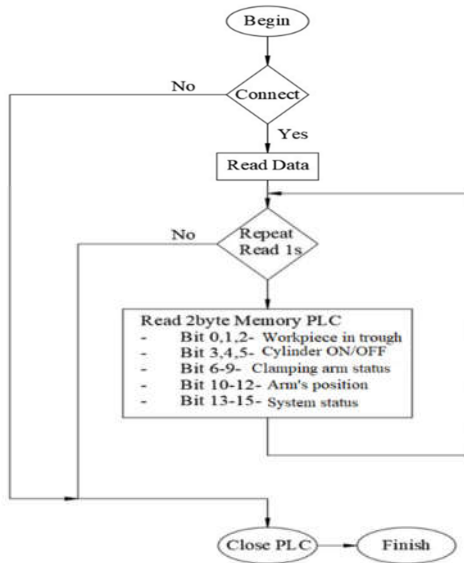 Begin
No
Connect
Yes
Read Data
No
Repeat
Read 1s
Read 2byte Memory PLC
- Bit 0,1,2- Workpiece in trough
- Bit 3,4,5- Cylinder ON/OFF
- Bit 6-9- Clamping arm status
- Bit 10-12- Arm's position
- Bit 13-15- System status
Close PLC
Finish